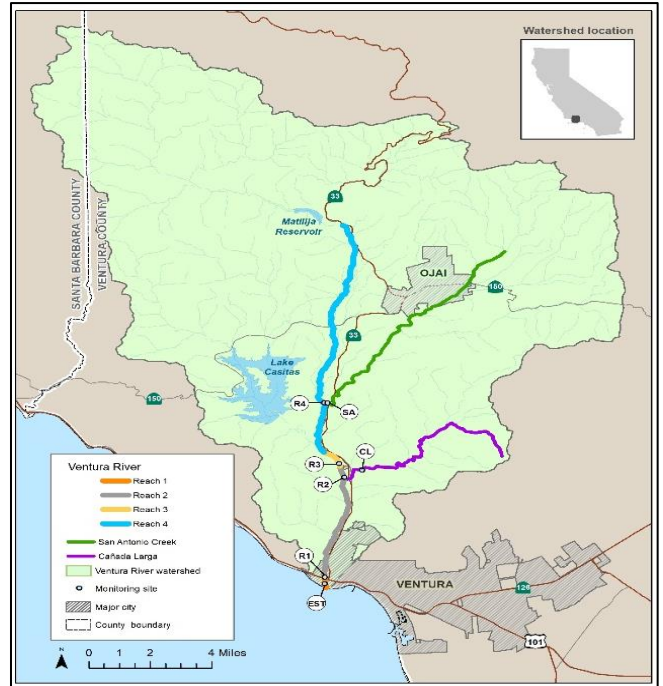 Watershed location
33
Matilija
Reservoir
SANTA BARBARA COUNTY
VENTURA COUNTY
OJAI
150
33
Lake
Casitas
150
R4
SA
R3
CL
R2
Ventura River
Reach 1
Reach 2
Reach 3
Reach 4
San Antonio Creek
Cañada Larga
Ventura River watershed
Monitoring site
Major city
County boundary
R1
EST
VENTURA
126
101
N
0 1 2 4 Miles